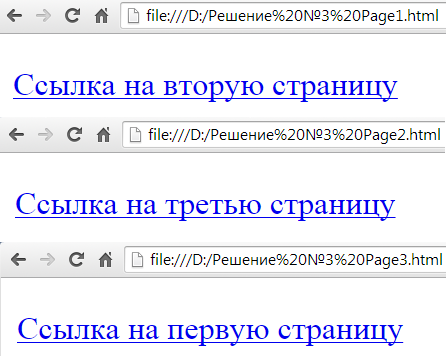 file:///D:/Решение%20№3%20Page1.html
Ссылка на вторую страницу
file:///D:/Решение%20№3%20Page2.html
Ссылка на третью страницу
file:///D:/Решение%20№3%20Page3.html
Ссылка на первую страницу